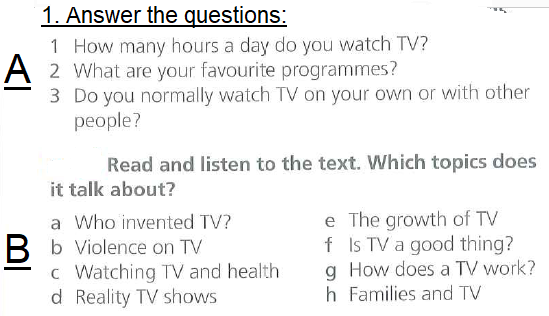 1. Answer the questions:
A
1 How many hours a day do you watch TV?
2 What are your favourite programmes?
3 Do you normally watch TV on your own or with other
people?
Read and listen to the text. Which topics does
it talk about?
B
a Who invented TV?
b Violence on TV
c Watching TV and health
d Reality TV shows
e The growth of TV
f Is TV a good thing?
g How does a TV work?
h Families and TV